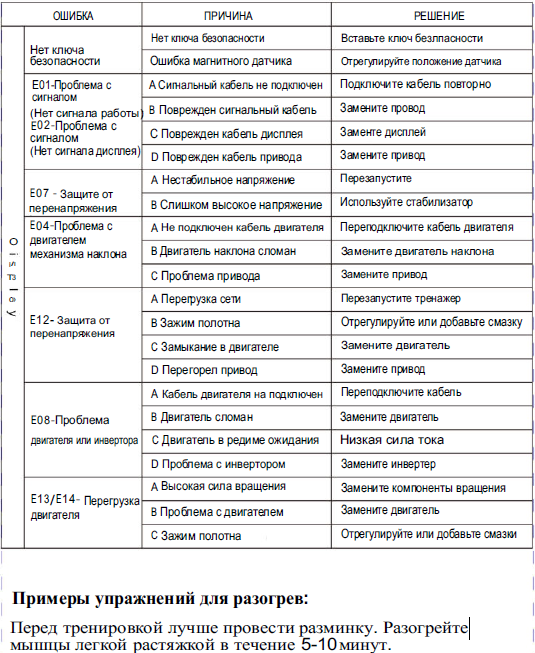 ОШИБКА ПРИЧИНА РЕШЕНИЕ
Нет ключа безопасности Нет ключа безопасности Вставьте ключ безлпасности
Ошибка магнитного датчика Отрегулируйте положение датчика
E01-Проблема с сигналом (Нет сигнала работы) E02-Проблема с сигналом (Нет сигнала дисплея) A Сигнальный кабель не подключен Подключите кабель повторно
B Поврежден сигнальный кабель Замените провод
C Поврежден кабель дисплея Заменте дисплей
D Поврежден кабель привода Замените привод
E07 - Защите от перенапряжения A Нестабильное напряжение Перезапустите
B Слишком высокое напряжение Используйте стабилизатор
E04-Проблема с двигателем механизма наклона A Не подключен кабель двигателя Переподключите кабель двигателя
B Двигатель наклона сломан Замените двигатель наклона
C Проблема привода Замените привод
E12- Защита от перенапряжения A Перегрузка сети Перезапустите тренажер
B Зажим полотна Отрегулируйте или добавьте смазку
C Замыкание в двигателе Замените двигатель
D Перегорел привод Замените привод
E08-Проблема двигателя или инвертора A Кабель двигателя на подключен Переподключите кабель
B Двигатель сломан Замените двигатель
C Двигатель в редиме ожидания Низкая сила тока
D Проблема с инвертором Замените инвертер
E13/E14- Перегрузка двигателя A Высокая сила вращения Замените компоненты вращения
B Проблема с двигателем Замените двигатель
C Зажим полотна Отрегулируйте или добавьте смазки
Примеры упражнений для разогрев:
Перед тренировкой лучше провести разминку. Разогрейте
мышцы легкой растяжкой в течение 5-10 минут.